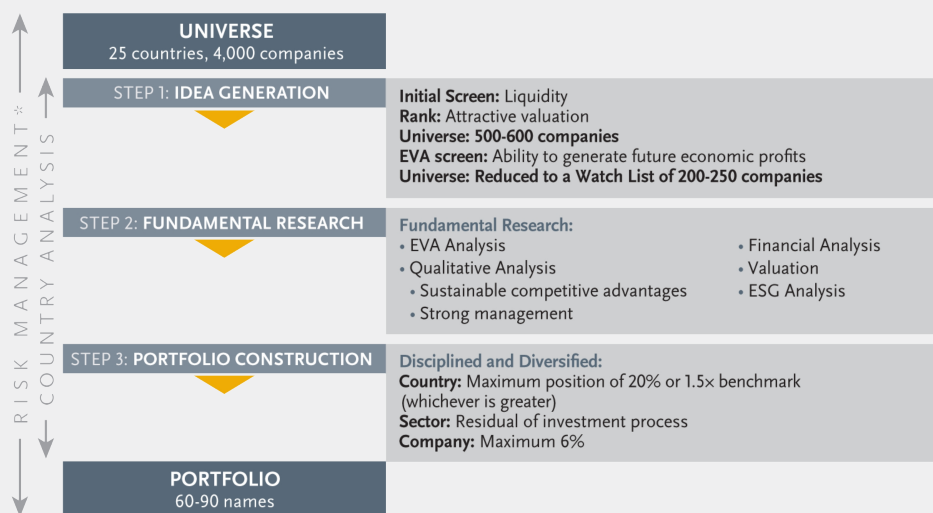 RISK MANAGEMENT*
COUNTRY ANALYSIS
UNIVERSE
25 countries, 4,000 companies
STEP 1: IDEA GENERATION
Initial Screen: Liquidity
Rank: Attractive valuation
Universe: 500-600 companies
EVA screen: Ability to generate future economic profits
Universe: Reduced to a Watch List of 200-250 companies
STEP 2: FUNDAMENTAL RESEARCH
Fundamental Research:
• EVA Analysis
• Qualitative Analysis
• Sustainable competitive advantages
• Strong management
• Financial Analysis
• Valuation
• ESG Analysis
STEP 3: PORTFOLIO CONSTRUCTION
Disciplined and Diversified:
Country: Maximum position of 20% or 1.5× benchmark
(whichever is greater)
Sector: Residual of investment process
Company: Maximum 6%
PORTFOLIO
60-90 names